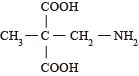 COOH
CH₃ — C — CH₂ — NH₂
COOH